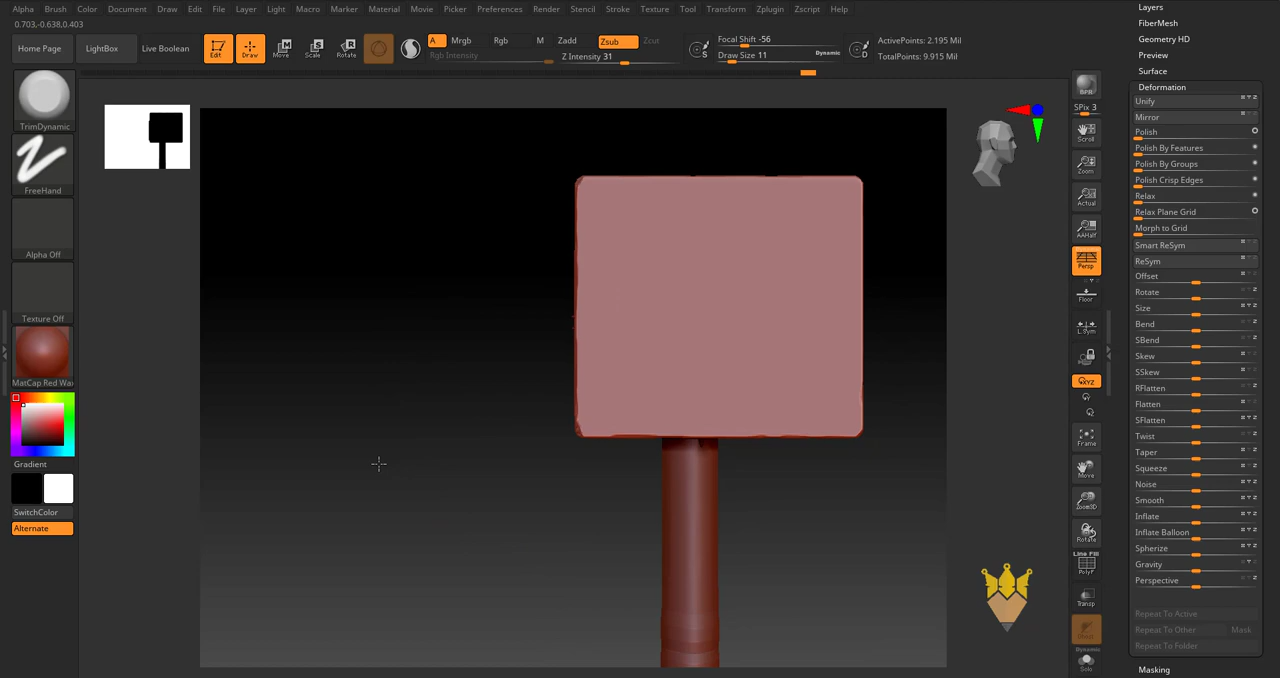 Alpha Brush Color Document Draw Edit File Layer Light Macro Marker Material Movie Picker Preferences Render Stencil Stroke Texture Tool Transform Zplugin Zscript Help
0.703,-0.638,0.403
Home Page LightBox Live Boolean Edit Draw Move Scale Rotate A Mrgb Rgb M Zadd Zsub Zcut Focal Shift -56 ActivePoints: 2.195 Mil
Rgb Intensity Z Intensity 31 S Draw Size 11 Dynamic D TotalPoints: 9.915 Mil
TrimDynamic
FreeHand
Alpha Off
Texture Off
MatCap Red Wax
Gradient
SwitchColor
Alternate
BPR
SPix 3
Scroll
Zoom
Actual
AAHalf
Persp
Floor
L.Sym
XYZ
Frame
Move
Zoom3D
Rotate
Line Fill
PolyF
Transp
Dynamic
Solo
Layers
FiberMesh
Geometry HD
Preview
Surface
Deformation
Unify
Mirror
Polish
Polish By Features
Polish By Groups
Polish Crisp Edges
Relax
Relax Plane Grid
Morph to Grid
Smart ReSym
ReSym
Offset
Rotate
Size
Bend
SBend
Skew
SSkew
RFlatten
Flatten
SFlatten
Twist
Taper
Squeeze
Noise
Smooth
Inflate
Inflate Balloon
Spherize
Gravity
Perspective
Repeat To Active
Repeat To Other Mask
Repeat To Folder
Masking